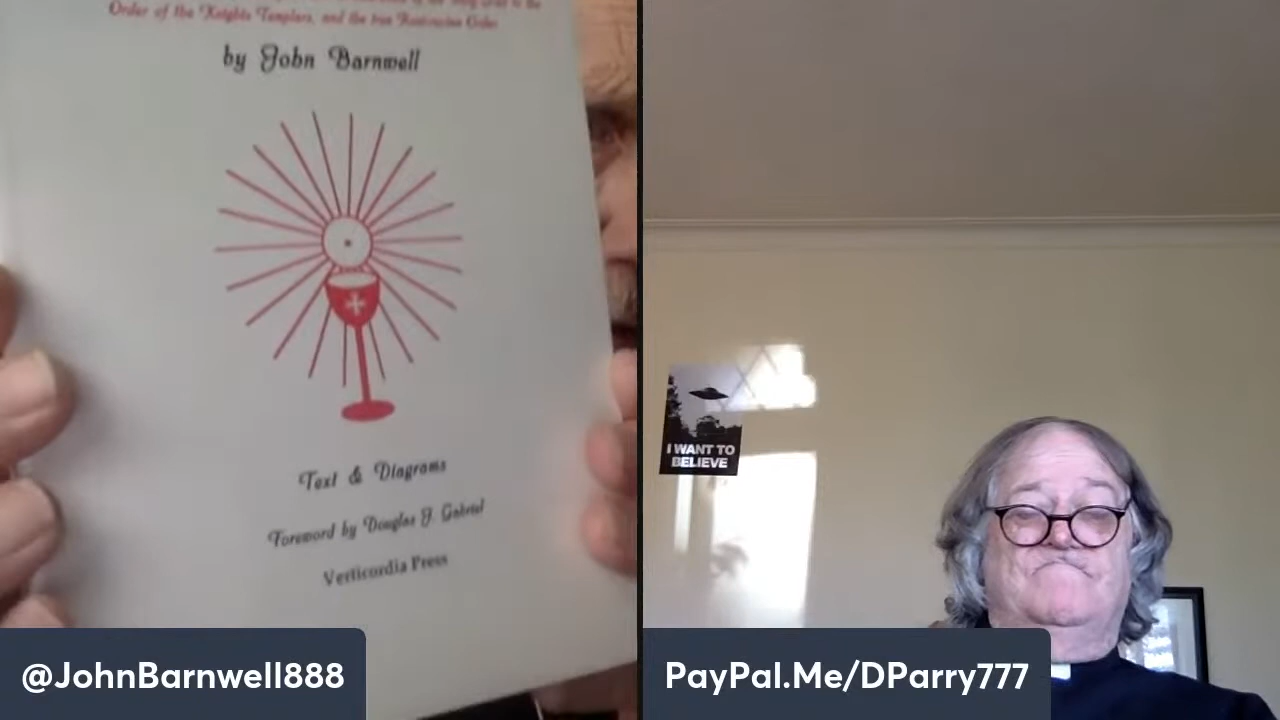 Order of the Knights Templars, and the true Rosicrucian Order
by John Barnwell
Text & Diagrams
Foreword by Douglas J. Gabriel
Verticordia Press
I WANT TO
BELIEVE
@JohnBarnwell888
PayPal.Me/DParry777